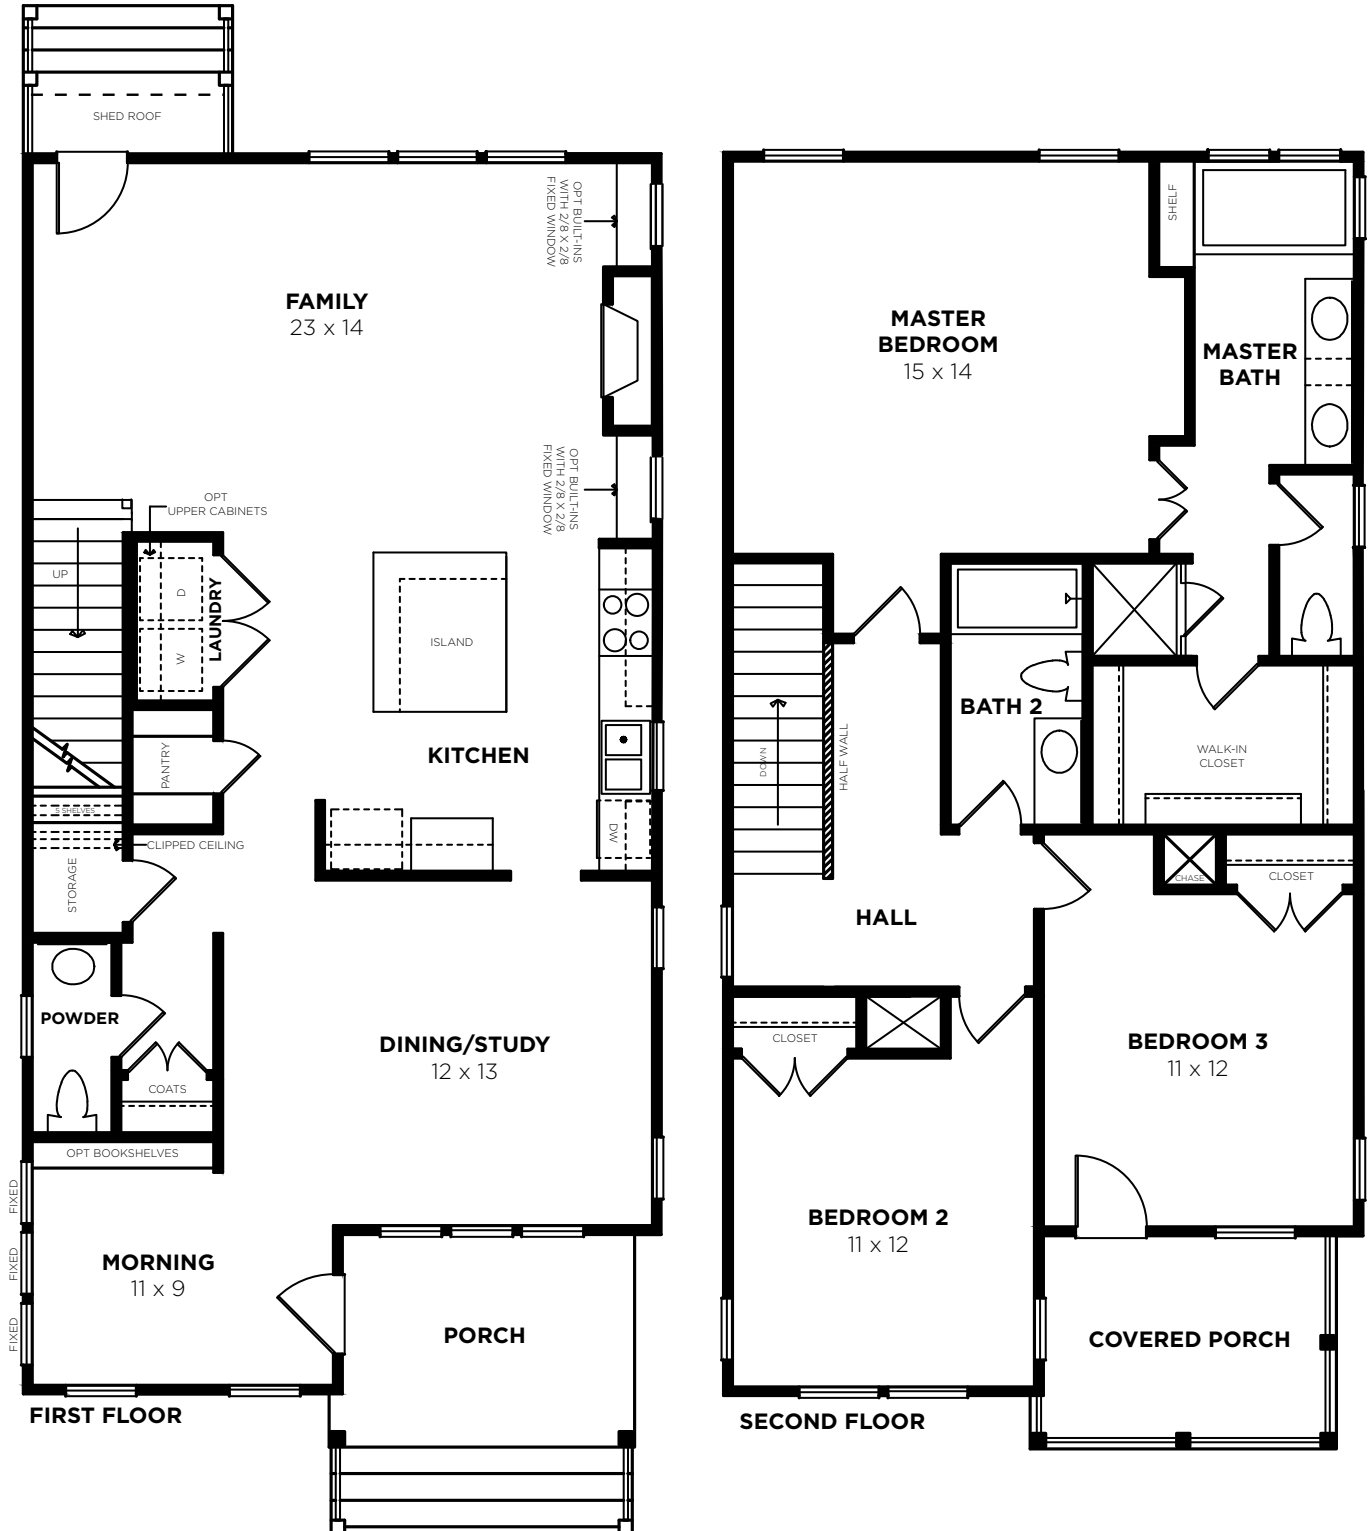 SHED ROOF
OPT BUILT-INS
WITH 2/8 X 2/8
FIXED WINDOW
FAMILY
23 x 14
OPT BUILT-INS
WITH 2/8 X 2/8
FIXED WINDOW
OPT
UPPER CABINETS
UP
D
W
LAUNDRY
ISLAND
PANTRY
KITCHEN
5 SHELVES
DW
CLIPPED CEILING
STORAGE
POWDER
DINING/STUDY
12 x 13
COATS
OPT BOOKSHELVES
FIXED
FIXED
FIXED
MORNING
11 x 9
PORCH
FIRST FLOOR
SHELF
MASTER
BEDROOM
15 x 14
MASTER
BATH
BATH 2
DOWN
HALF WALL
WALK-IN
CLOSET
CHASE
CLOSET
HALL
CLOSET
BEDROOM 3
11 x 12
BEDROOM 2
11 x 12
COVERED PORCH
SECOND FLOOR